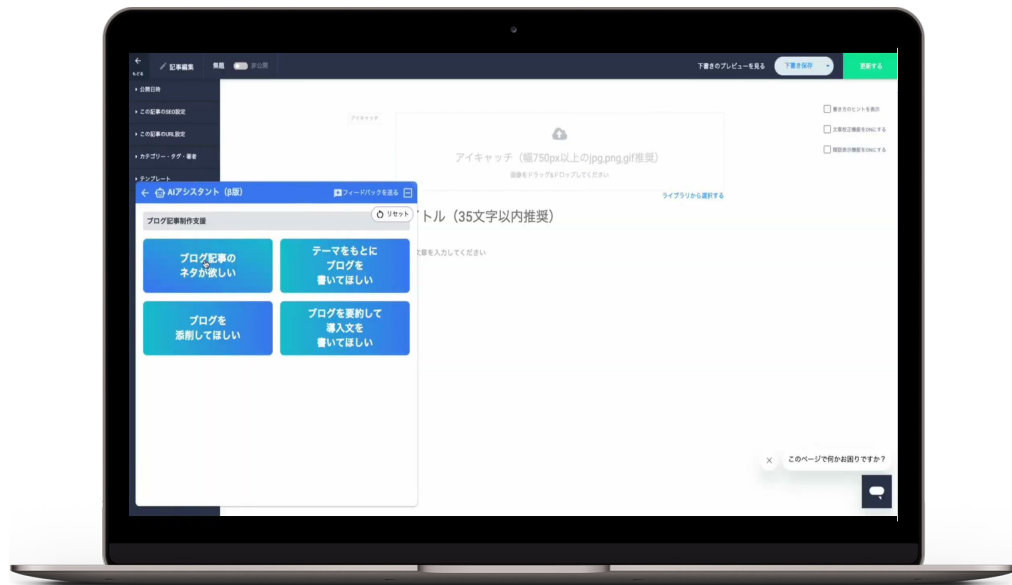 もどる
記事編集
無題
非公開
下書きのプレビューを見る
下書き保存
更新する
公開日時
この記事のSEO設定
この記事のURL設定
カテゴリー・タグ・著者
テンプレート
アイキャッチ
アイキャッチ（幅750px以上のjpg,png,gif推奨）
画像をドラッグ&ドロップしてください
ライブラリから選択する
書き方のヒントを表示
文章校正機能をONにする
トル（35文字以内推奨）
文章を入力してください
AIアシスタント（β版）
フィードバックを送る
ブログ記事制作支援
リセット
ブログ記事の
ネタが欲しい
テーマをもとに
ブログを
書いてほしい
ブログを
添削してほしい
ブログを要約して
導入文を
書いてほしい
このページで何かお困りですか？